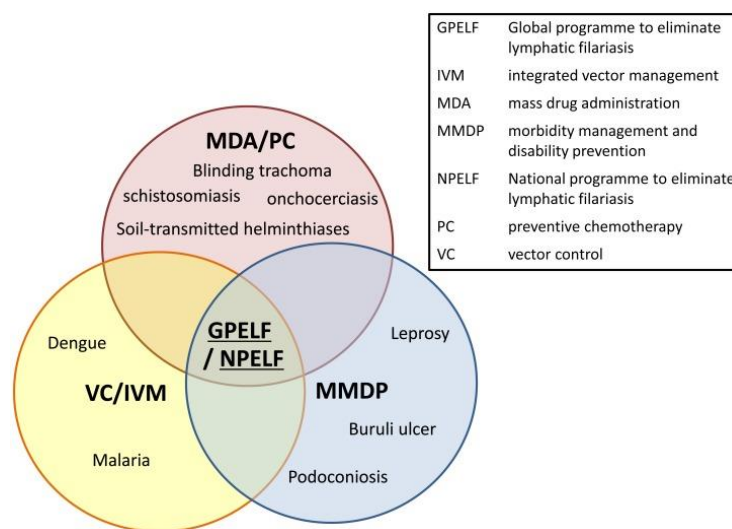 GPELF Global programme to eliminate
lymphatic filariasis
IVM integrated vector management
MDA mass drug administration
MMDP morbidity management and
disability prevention
NPELF National programme to eliminate
lymphatic filariasis
PC preventive chemotherapy
VC vector control
MDA/PC
Blinding trachoma
schistosomiasis onchocerciasis
Soil-transmitted helminthiases
GPELF
/ NPELF
Dengue
VC/IVM
Malaria
Leprosy
MMDP
Buruli ulcer
Podoconiosis